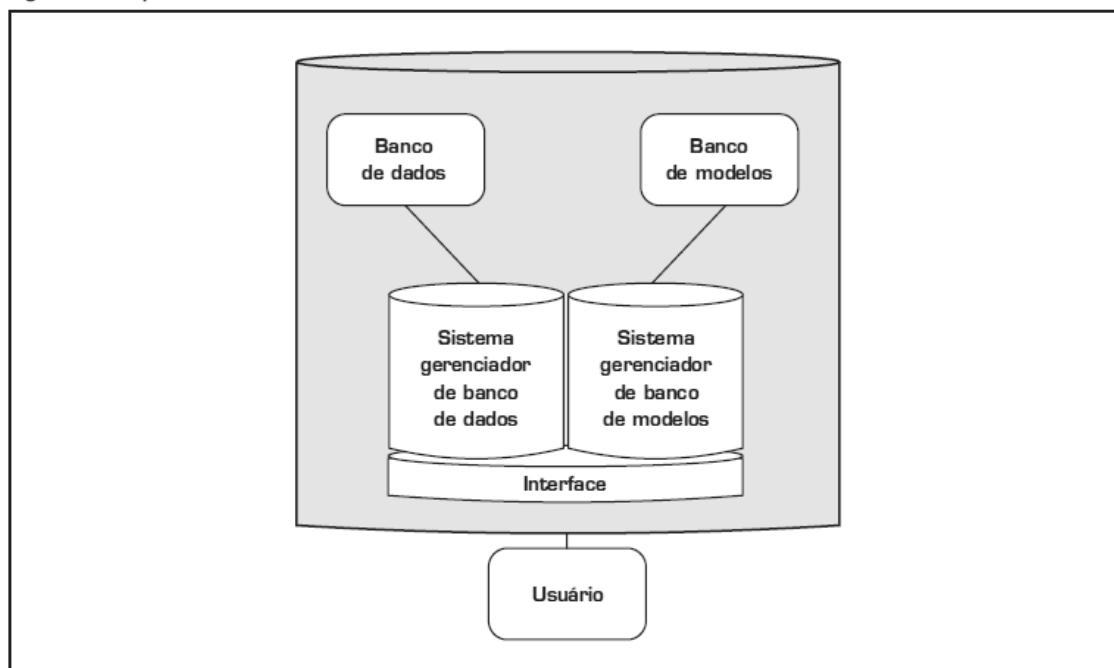 Banco
de dados
Banco
de modelos
Sistema
gerenciador
de banco
de dados
Sistema
gerenciador
de banco
de modelos
Interface
Usuário